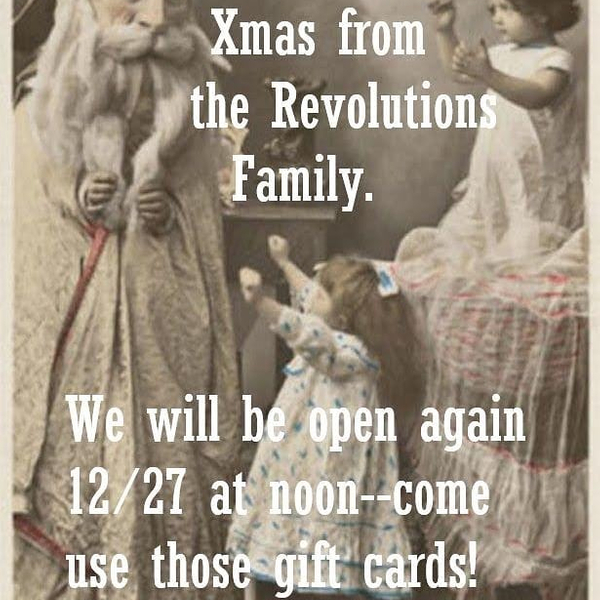 Xmas from
the Revolutions
Family.
We will be open again
12/27 at noon--come
use those gift cards!